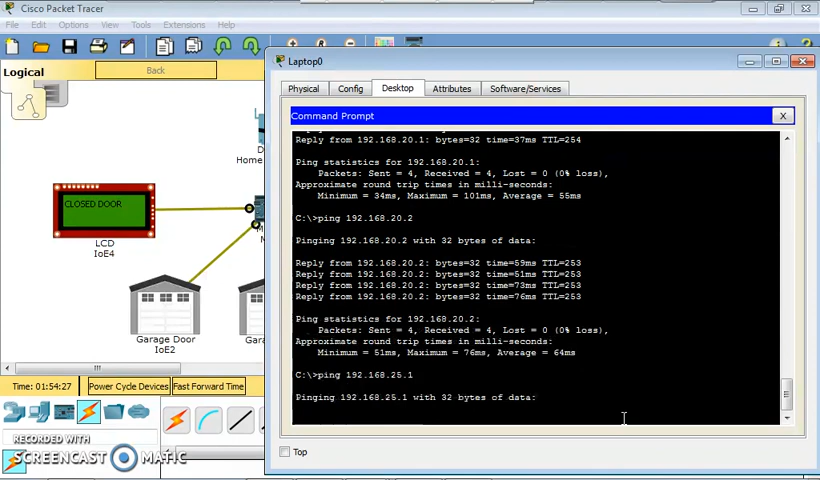 Cisco Packet Tracer
File Edit Options View Tools Extensions Help
Logical
Back
CLOSED DOOR
LCD
IoE4
Home
Garage Door
IoE2
Time: 01:54:27
Power Cycle Devices
Fast Forward Time
RECORDED WITH
SCREENCAST MATIC
Laptop0
Physical Config Desktop Attributes Software/Services
Command Prompt
X
Reply from 192.168.20.1: bytes=32 time=37ms TTL=254
Ping statistics for 192.168.20.1:
Packets: Sent = 4, Received = 4, Lost = 0 (0% loss),
Approximate round trip times in milli-seconds:
Minimum = 34ms, Maximum = 101ms, Average = 55ms
C:\>ping 192.168.20.2
Pinging 192.168.20.2 with 32 bytes of data:
Reply from 192.168.20.2: bytes=32 time=59ms TTL=253
Reply from 192.168.20.2: bytes=32 time=51ms TTL=253
Reply from 192.168.20.2: bytes=32 time=73ms TTL=253
Reply from 192.168.20.2: bytes=32 time=76ms TTL=253
Ping statistics for 192.168.20.2:
Packets: Sent = 4, Received = 4, Lost = 0 (0% loss),
Approximate round trip times in milli-seconds:
Minimum = 51ms, Maximum = 76ms, Average = 64ms
C:\>ping 192.168.25.1
Pinging 192.168.25.1 with 32 bytes of data:
Top